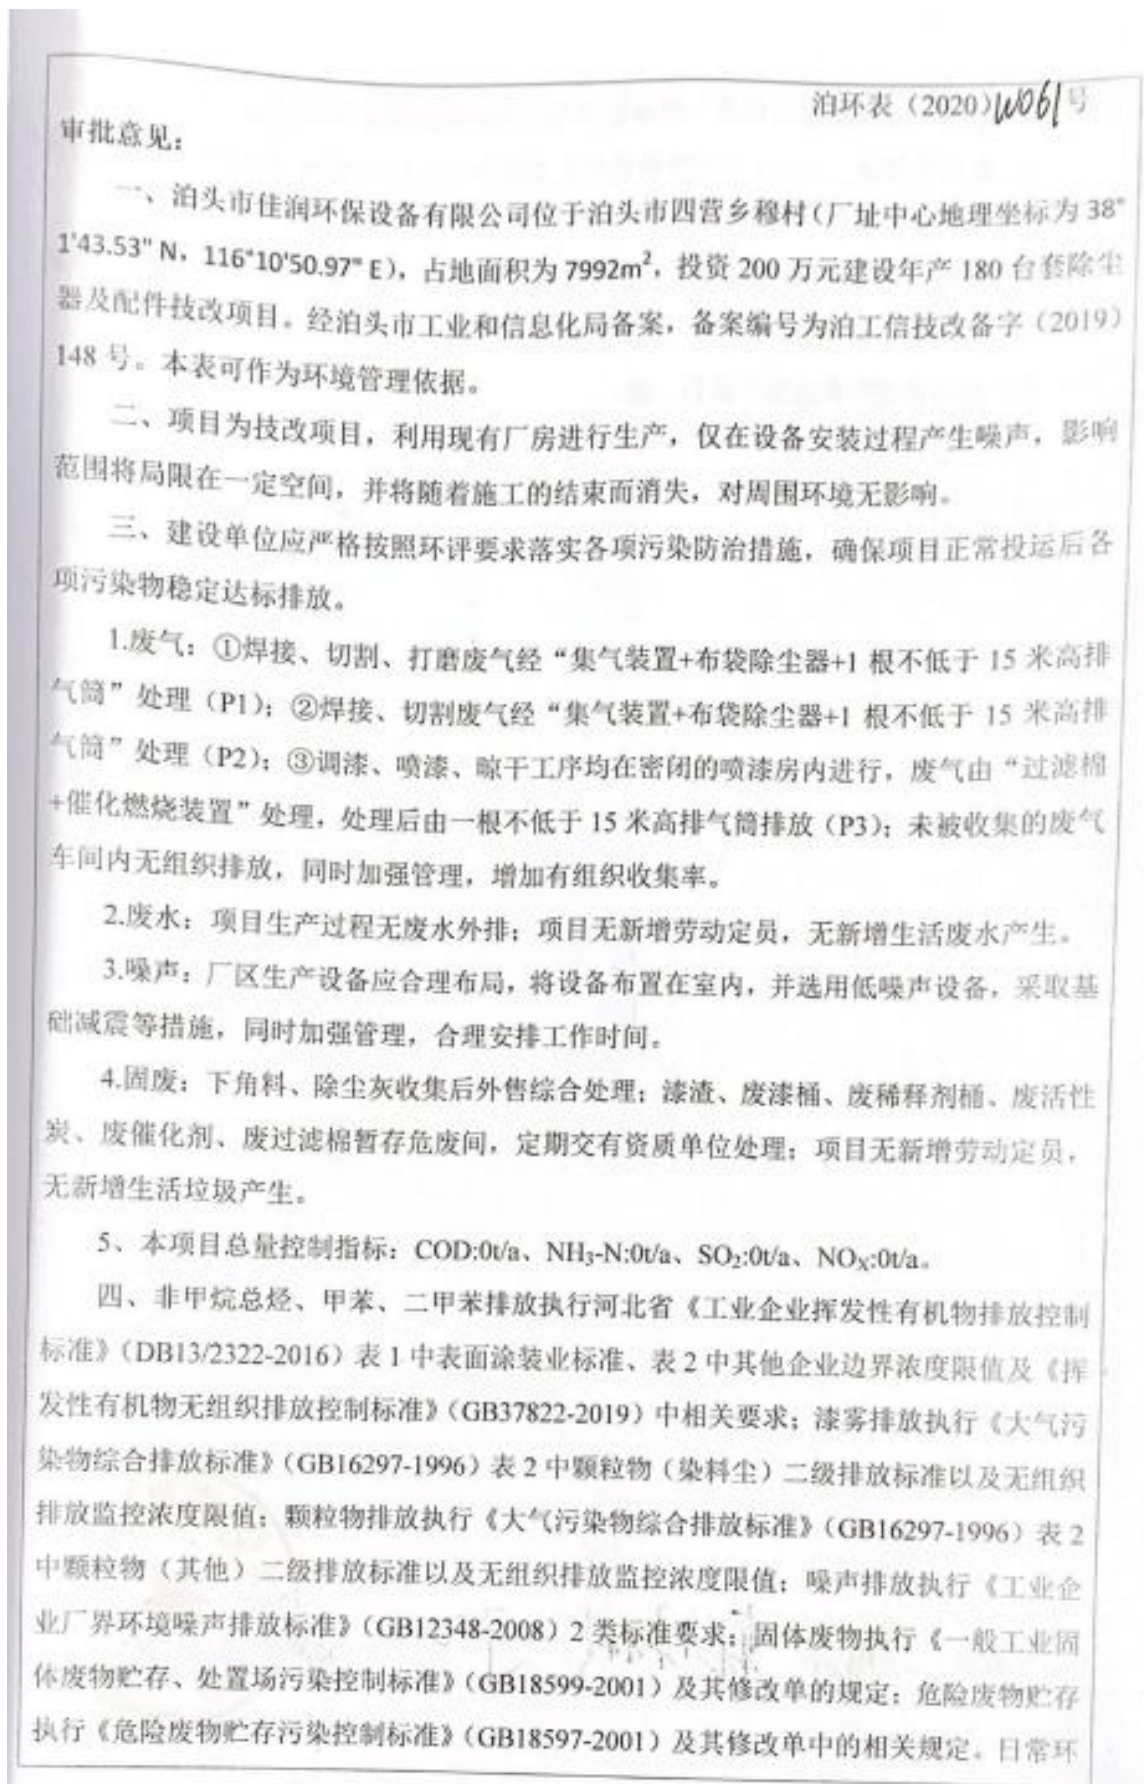 泊环表（2020）W061号
审批意见：
一、泊头市佳润环保设备有限公司位于泊头市四营乡穆村（厂址中心地理坐标为 38°
1'43.53" N，116°10'50.97" E），占地面积为 7992m²，投资 200 万元建设年产 180 台套除尘
器及配件技改项目。经泊头市工业和信息化局备案，备案编号为泊工信技改备字（2019）
148 号。本表可作为环境管理依据。
二、项目为技改项目，利用现有厂房进行生产，仅在设备安装过程产生噪声，影响
范围将局限在一定空间，并将随着施工的结束而消失，对周围环境无影响。
三、建设单位应严格按照环评要求落实各项污染防治措施，确保项目正常投运后各
项污染物稳定达标排放。
1.废气：①焊接、切割、打磨废气经“集气装置+布袋除尘器+1 根不低于 15 米高排
气筒”处理（P1）；②焊接、切割废气经“集气装置+布袋除尘器+1 根不低于 15 米高排
气筒”处理（P2）；③调漆、喷漆、晾干工序均在密闭的喷漆房内进行，废气由“过滤棉
+催化燃烧装置”处理，处理后由一根不低于 15 米高排气筒排放（P3）；未被收集的废气
车间内无组织排放，同时加强管理，增加有组织收集率。
2.废水：项目生产过程无废水外排；项目无新增劳动定员，无新增生活废水产生。
3.噪声：厂区生产设备应合理布局，将设备布置在室内，并选用低噪声设备，采取基
础减震等措施，同时加强管理，合理安排工作时间。
4.固废：下角料、除尘灰收集后外售综合处理；漆渣、废漆桶、废稀释剂桶、废活性
炭、废催化剂、废过滤棉暂存危废间，定期交有资质单位处理；项目无新增劳动定员，
无新增生活垃圾产生。
5、本项目总量控制指标：COD:0t/a、NH₃-N:0t/a、SO₂:0t/a、NOₓ:0t/a。
四、非甲烷总烃、甲苯、二甲苯排放执行河北省《工业企业挥发性有机物排放控制
标准》（DB13/2322-2016）表 1 中表面涂装业标准、表 2 中其他企业边界浓度限值及《挥
发性有机物无组织排放控制标准》（GB37822-2019）中相关要求；漆雾排放执行《大气污
染物综合排放标准》（GB16297-1996）表 2 中颗粒物（染料尘）二级排放标准以及无组织
排放监控浓度限值；颗粒物排放执行《大气污染物综合排放标准》（GB16297-1996）表 2
中颗粒物（其他）二级排放标准以及无组织排放监控浓度限值；噪声排放执行《工业企
业厂界环境噪声排放标准》（GB12348-2008）2 类标准要求；固体废物执行《一般工业固
体废物贮存、处置场污染控制标准》（GB18599-2001）及其修改单的规定；危险废物贮存
执行《危险废物贮存污染控制标准》（GB18597-2001）及其修改单中的相关规定。日常环